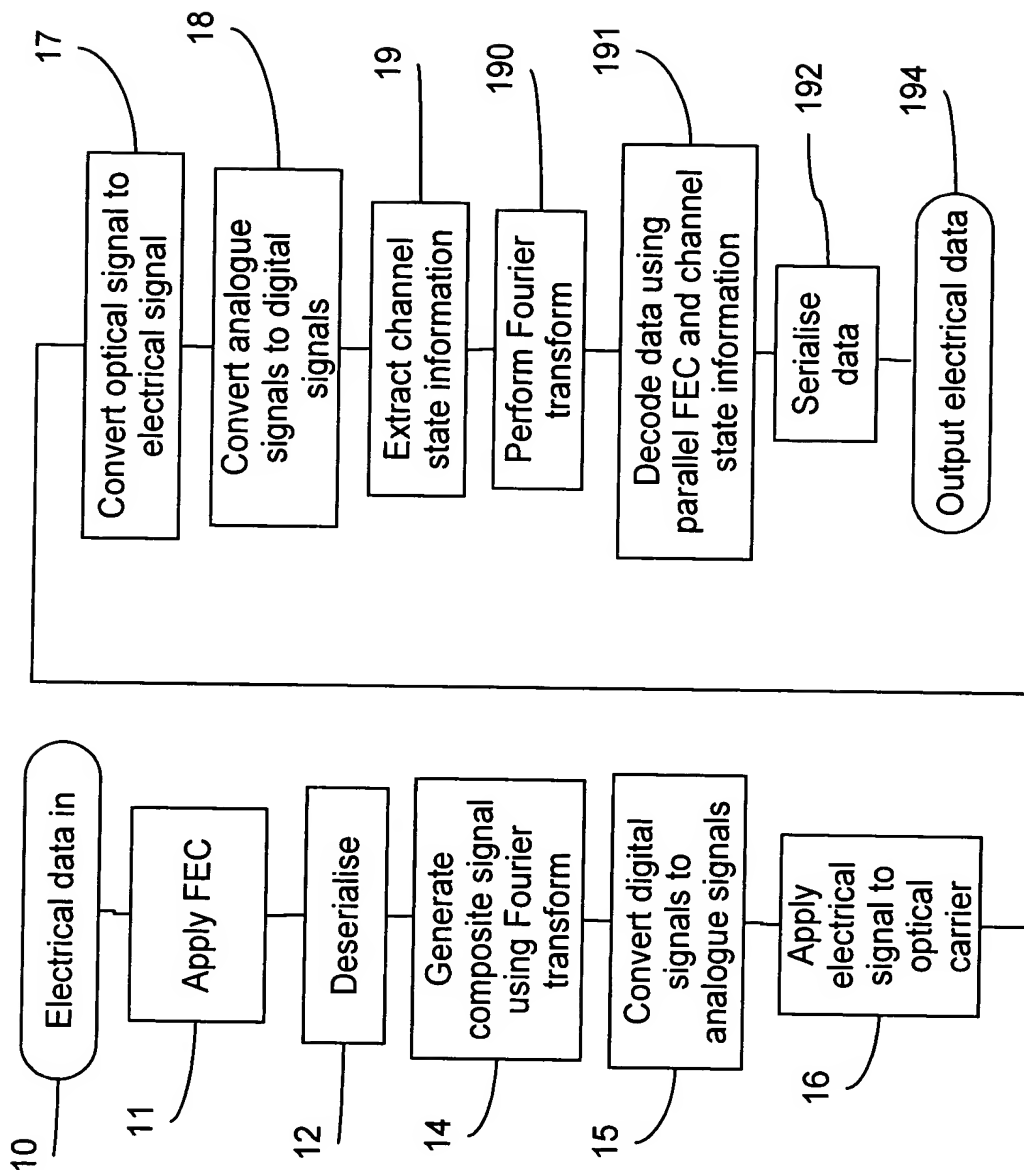 10
Electrical data in
11
Apply FEC
12
Deserialise
14
Generate
composite signal
using Fourier
transform
15
Convert digital
signals to
analogue signals
16
Apply
electrical
signal to
optical
carrier
17
Convert optical signal to
electrical signal
18
Convert analogue
signals to digital
signals
19
Extract channel
state information
190
Perform Fourier
transform
191
Decode data using
parallel FEC and channel
state information
192
Serialise
data
194
Output electrical data